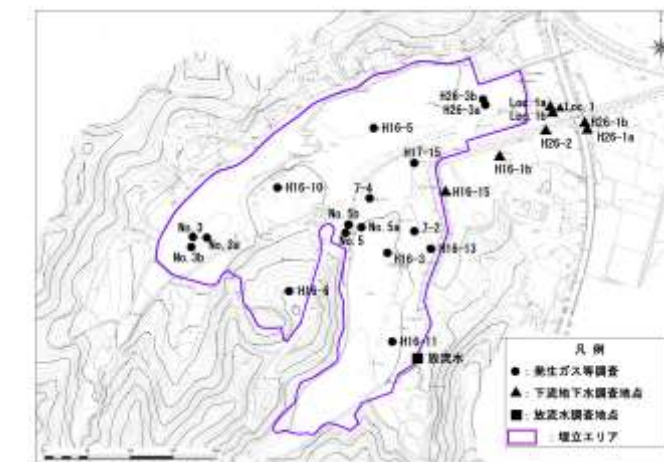 H26-3b
H26-3a
Loc.1a
Loc.1
Loc.1b
H26-1b
H26-1a
H26-2
H16-5
H17-15
H16-1b
H16-10
7-4
H16-15
No.5b
No.5a
No.5
7-2
No.3
No.2a
No.3b
H16-13
H16-3
H16-6
H16-11
放流水
凡 例
● : 発生ガス等調査
▲ : 下流地下水調査地点
■ : 放流水調査地点
: 埋立エリア